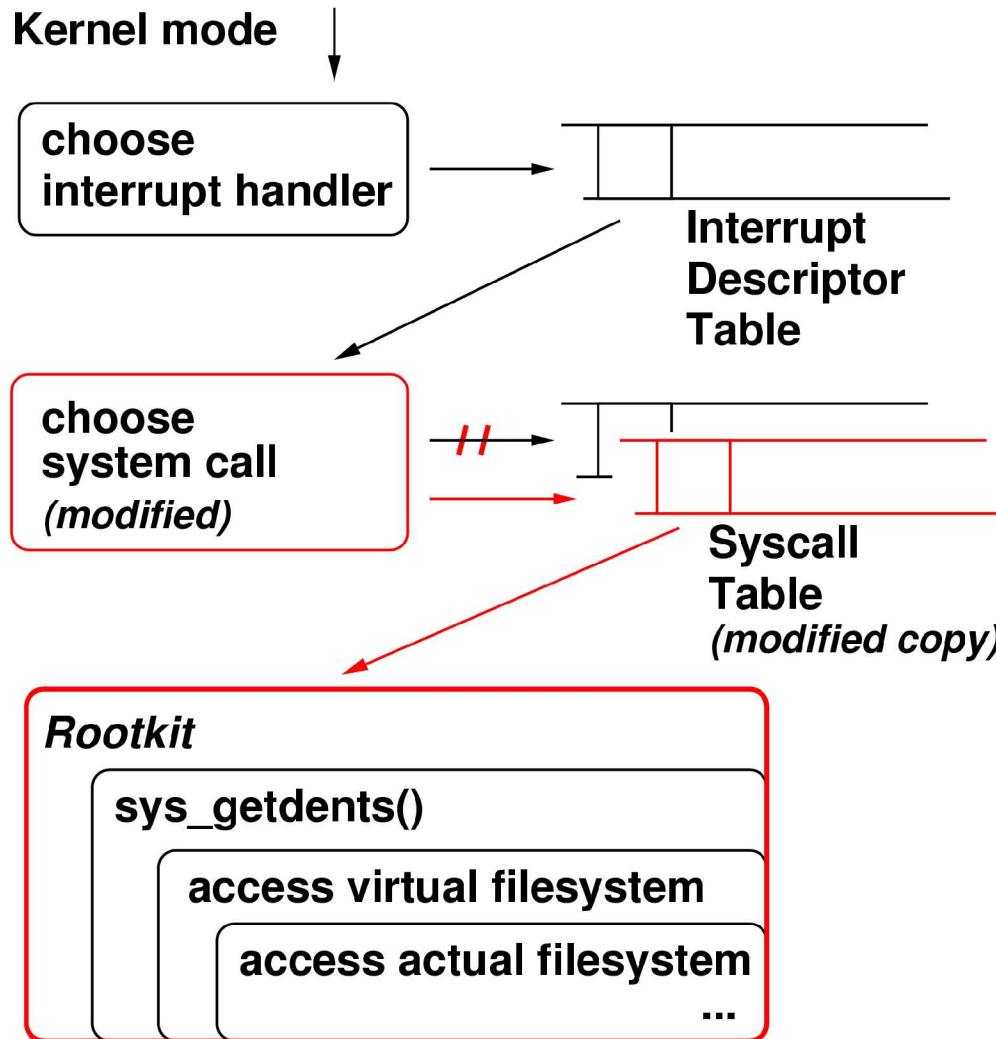 Kernel mode
choose
interrupt handler
Interrupt
Descriptor
Table
choose
system call
(modified)
Syscall
Table
(modified copy)
Rootkit
sys_getdents()
access virtual filesystem
access actual filesystem
...